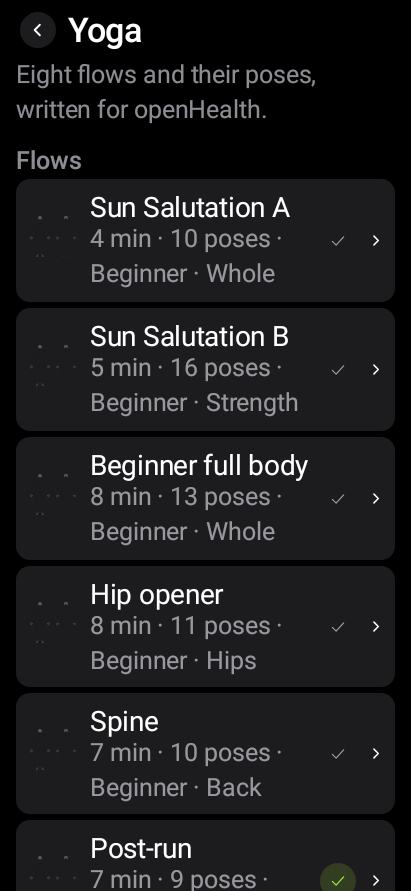 Yoga
Eight flows and their poses,
written for openHealth.
Flows
Sun Salutation A
4 min · 10 poses ·
Beginner · Whole
Sun Salutation B
5 min · 16 poses ·
Beginner · Strength
Beginner full body
8 min · 13 poses ·
Beginner · Whole
Hip opener
8 min · 11 poses ·
Beginner · Hips
Spine
7 min · 10 poses ·
Beginner · Back
Post-run
7 min · 9 poses ·